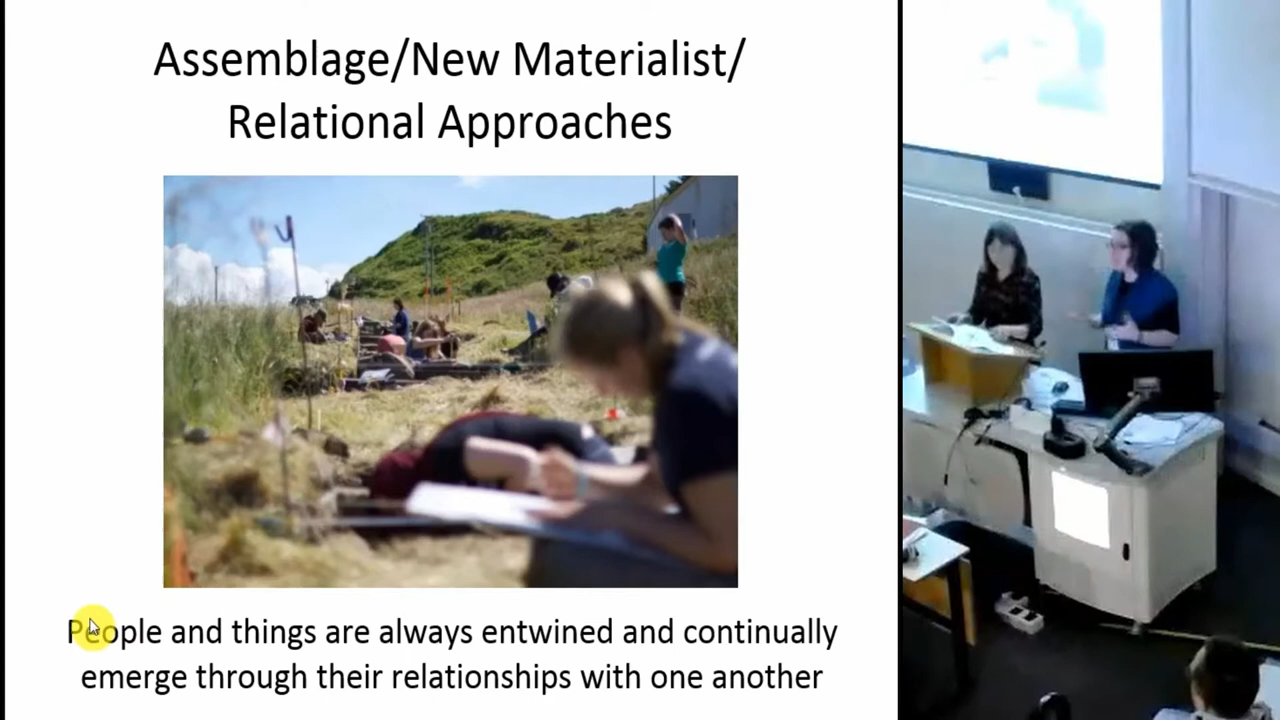 Assemblage/New Materialist/
Relational Approaches
People and things are always entwined and continually
emerge through their relationships with one another